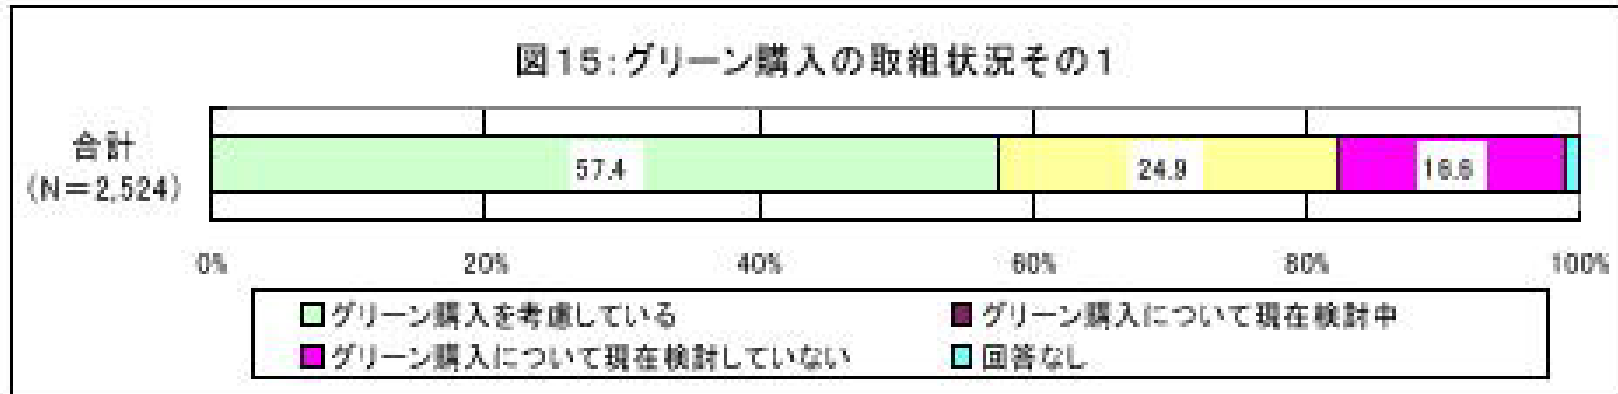 図15:グリーン購入の取組状況その1
合計
(N=2,524)
57.4
24.9
16.6
0%
20%
40%
60%
80%
100%
グリーン購入を考慮している
グリーン購入について現在検討中
グリーン購入について現在検討していない
回答なし